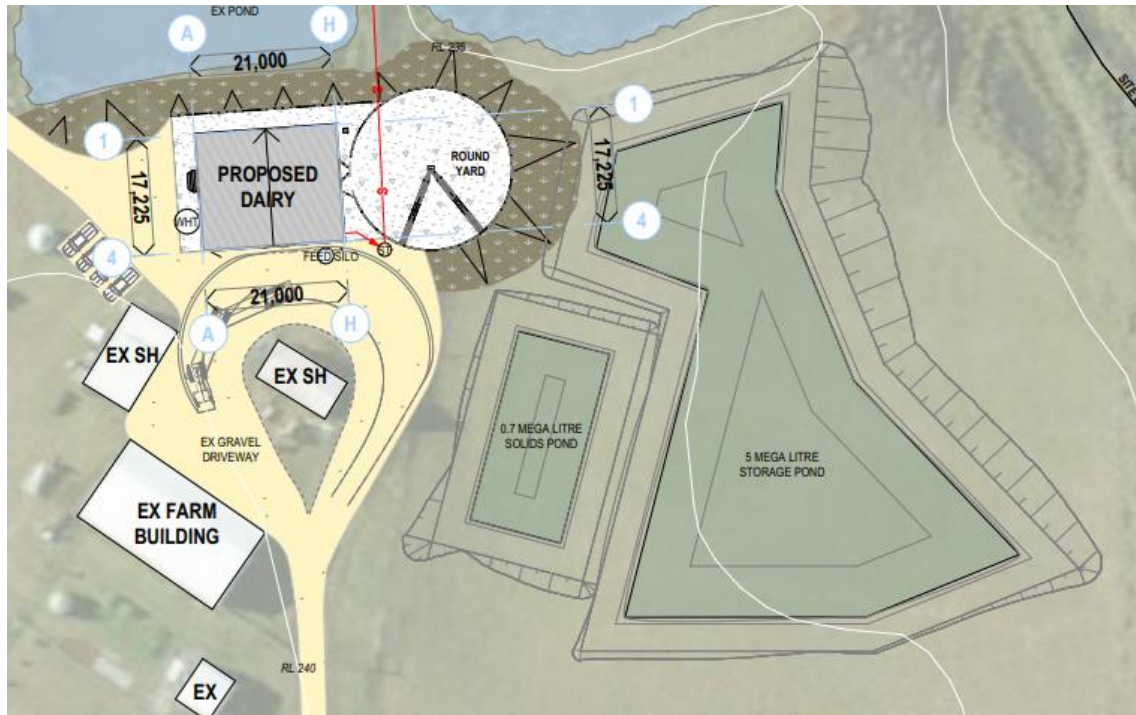 EX POND
A
H
21,000
RL 235
SITE
1
1
17,225
17,225
PROPOSED
DAIRY
ROUND
YARD
S
S
WHT
4
4
FEED SILO
ST
21,000
A
H
EX SH
EX SH
EX GRAVEL
DRIVEWAY
0.7 MEGA LITRE
SOLIDS POND
5 MEGA LITRE
STORAGE POND
EX FARM
BUILDING
RL 240
EX